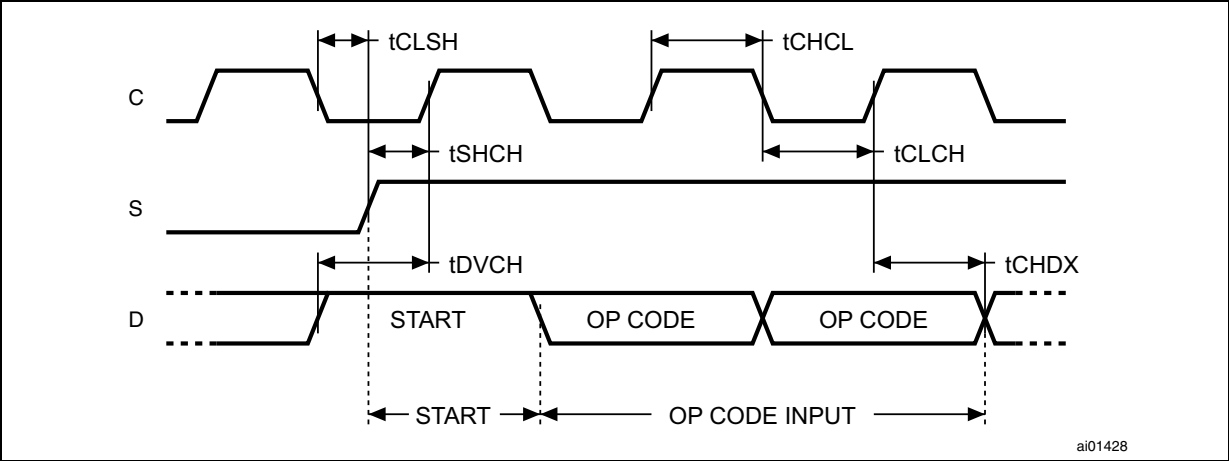 tCLSH
tCHCL
C
tSHCH
tCLCH
S
tDVCH
tCHDX
D
START
OP CODE
OP CODE
START
OP CODE INPUT
ai01428